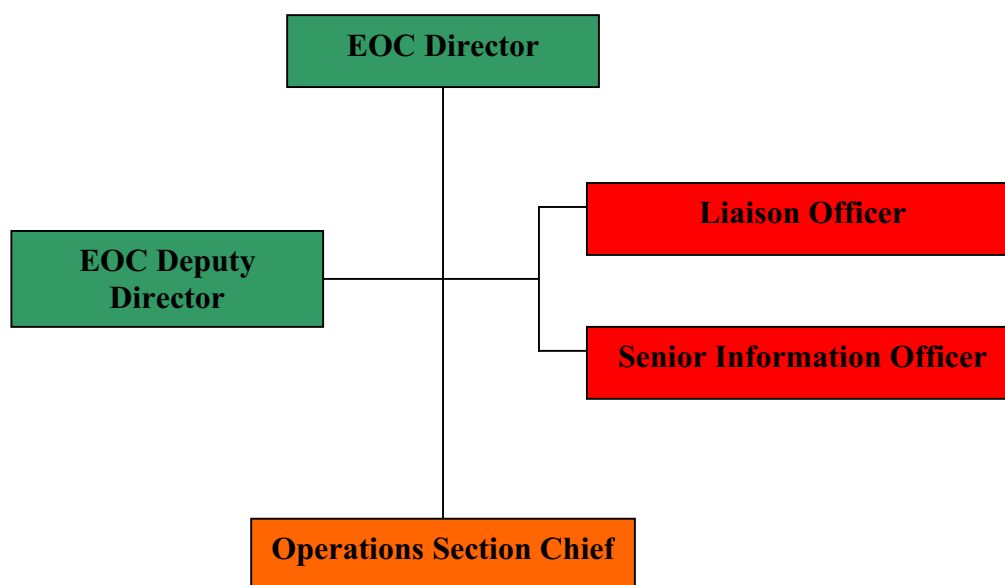 EOC Director
Liaison Officer
EOC Deputy
Director
Senior Information Officer
Operations Section Chief